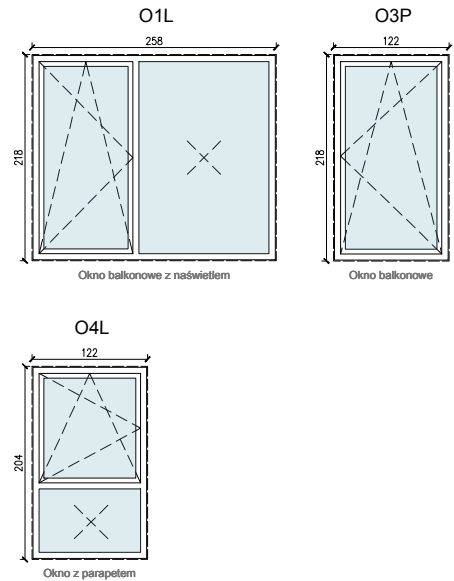 O1L
258
218
Okno balkonowe z naświetlem
O3P
122
218
Okno balkonowe
O4L
122
204
Okno z parapetem